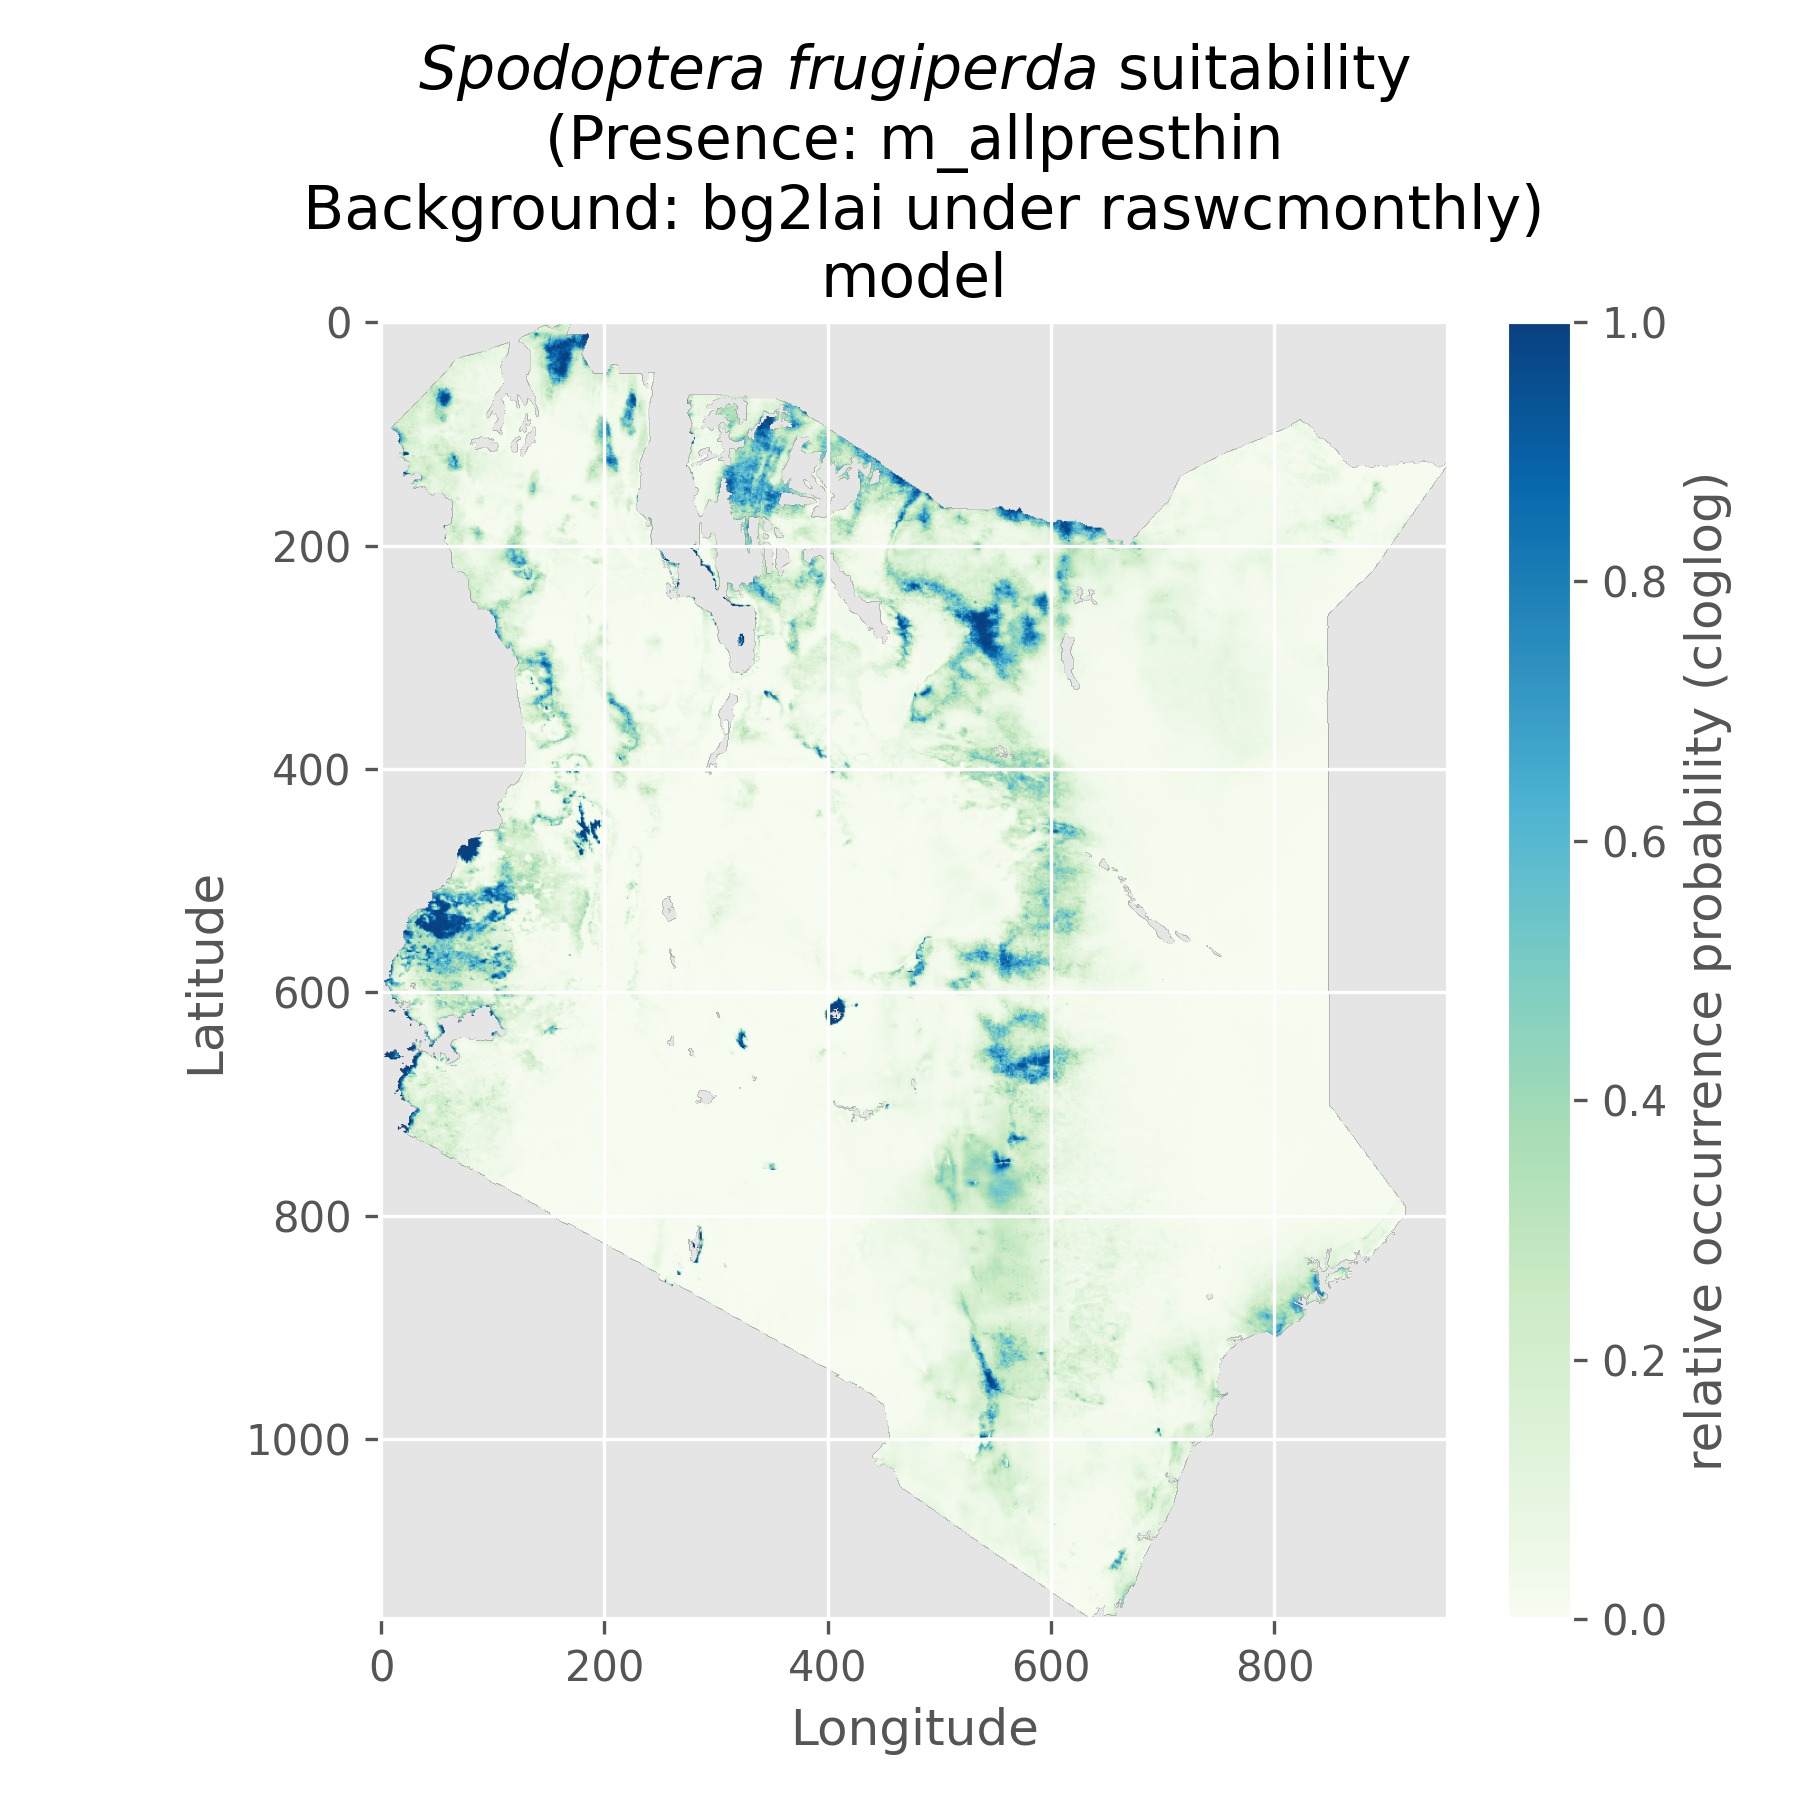 Spodoptera frugiperda suitability
(Presence: m_allpresthin
Background: bg2lai under raswcmonthly)
model
0
200
400
600
800
1000
Latitude
0
200
400
600
800
Longitude
1.0
0.8
0.6
0.4
0.2
0.0
relative occurrence probability (cloglog)